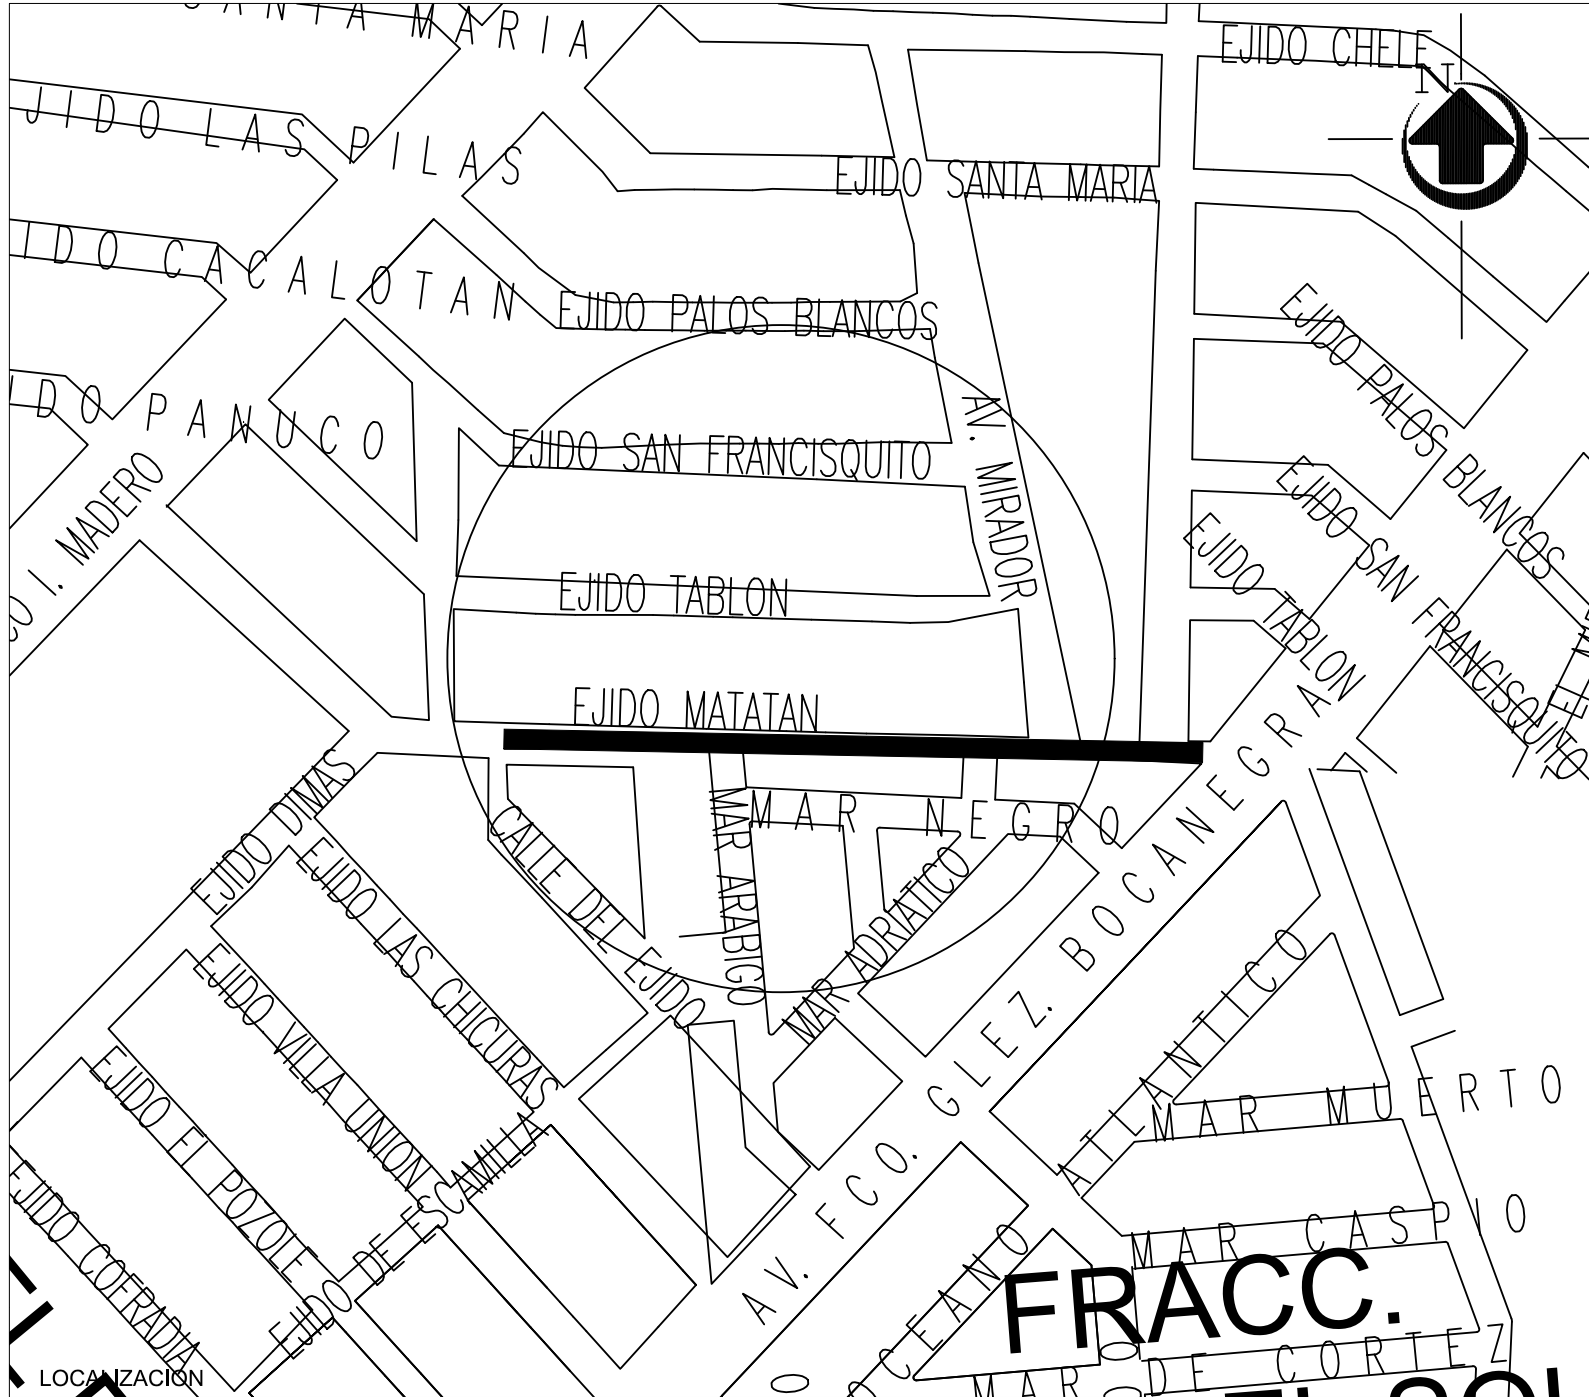 SANTA MARIA
EJIDO CHELE
EJIDO LAS PILAS
EJIDO SANTA MARIA
EJIDO CACALOTAN
EJIDO PALOS BLANCOS
EJIDO PALOS BLANCOS
IDO PANUCO
AV. MIRADOR
EJIDO SAN FRANCISQUITO
EJIDO SAN FRANCISQUITO
CO I. MADERO
EJIDO TABLON
EJIDO TABLON
EJIDO MATATAN
EJIDO DIMAS
MAR NEGRO
MAR ARABIGO
CALLE DEL EJIDO
MAR ADRIATICO
EJIDO LAS CHICURAS
AV. FCO. GLEZ. BOCANEGRA
EJIDO VILLA UNION
ATLANTICO
EJIDO EL POZOLE
MAR MUERTO
EJIDO DE ESCAMILLA
EJIDO COFRADIA
MAR CASPIO
OCEANO
FRACC.
MAR DE CORTEZ
LOCALIZACIÓN